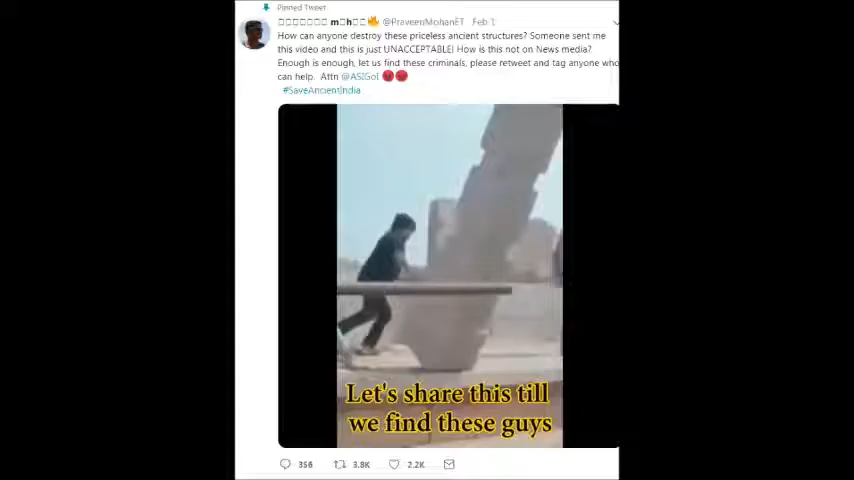 Pinned Tweet
@PraveenMohanET Feb 1
How can anyone destroy these priceless ancient structures? Someone sent me
this video and this is just UNACCEPTABLE! How is this not on News media?
Enough is enough, let us find these criminals, please retweet and tag anyone who
can help. Attn @ASIGoI
#SaveAncientIndia
Let's share this till
we find these guys
356 3.8K 2.2K